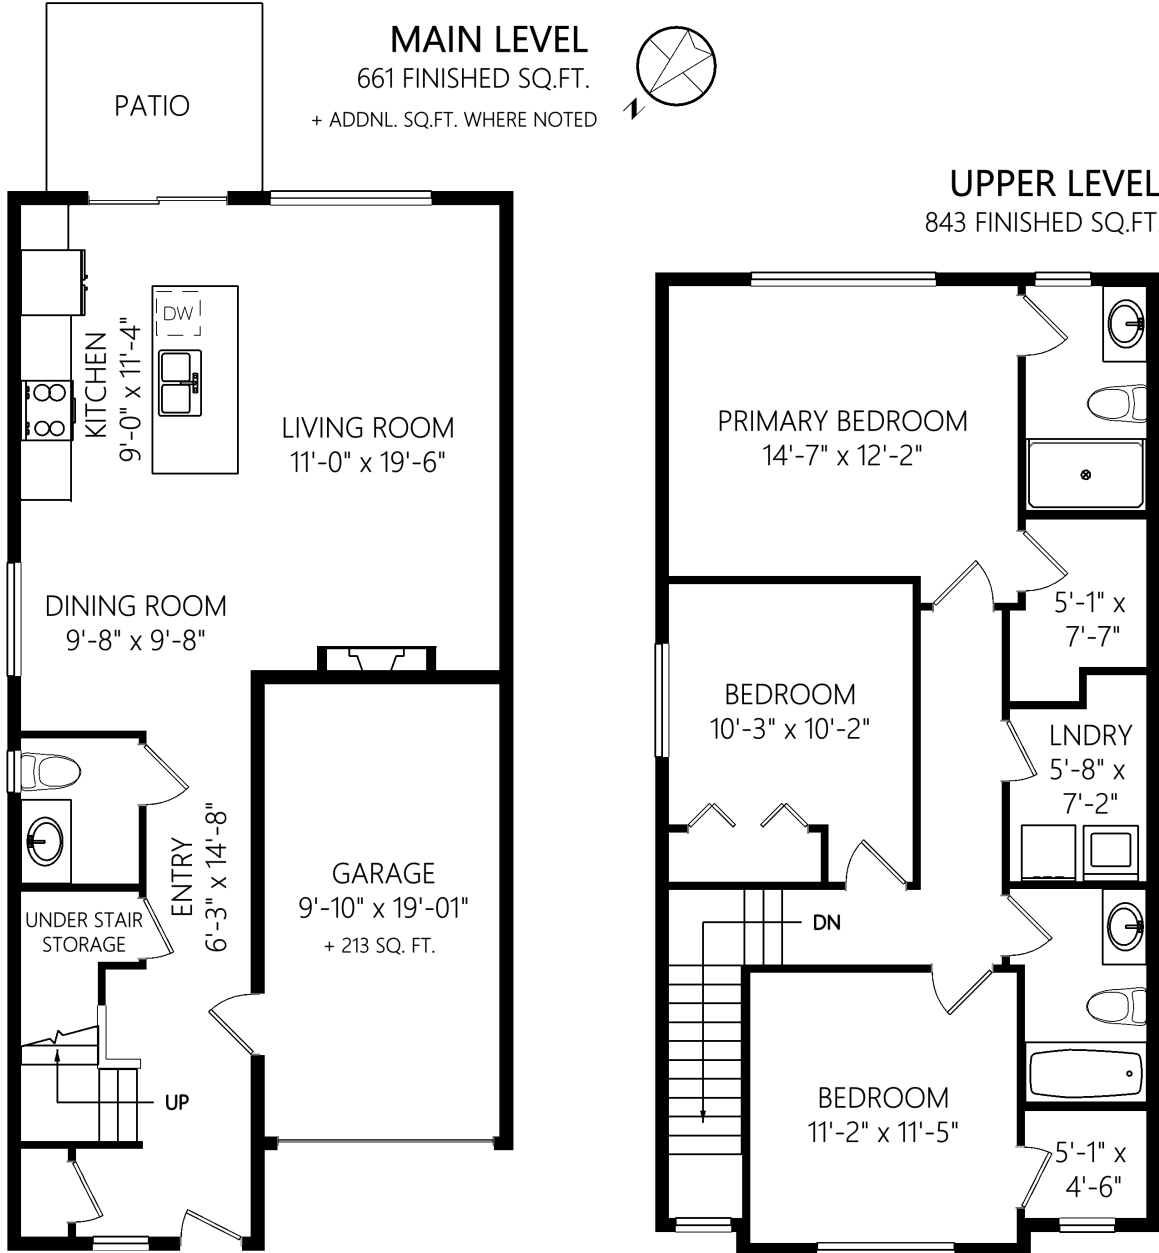 MAIN LEVEL
661 FINISHED SQ.FT.
+ ADDNL. SQ.FT. WHERE NOTED
N
PATIO
KITCHEN
9'-0" x 11'-4"
DW
LIVING ROOM
11'-0" x 19'-6"
DINING ROOM
9'-8" x 9'-8"
ENTRY
6'-3" x 14'-8"
GARAGE
9'-10" x 19'-01"
+ 213 SQ. FT.
UNDER STAIR
STORAGE
UP
UPPER LEVEL
843 FINISHED SQ.FT.
PRIMARY BEDROOM
14'-7" x 12'-2"
5'-1" x
7'-7"
BEDROOM
10'-3" x 10'-2"
LNDRY
5'-8" x
7'-2"
DN
BEDROOM
11'-2" x 11'-5"
5'-1" x
4'-6"